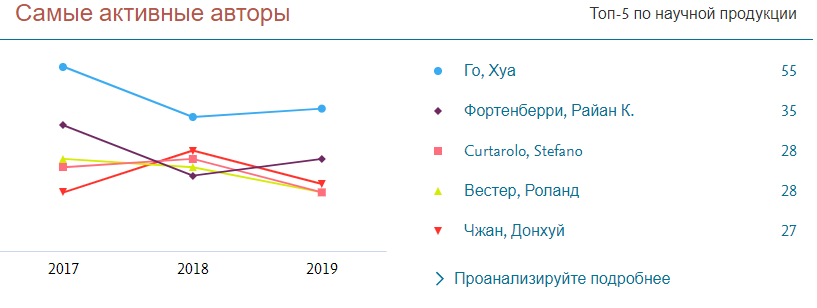 Самые активные авторы
Топ-5 по научной продукции
Го, Хуа 55
Фортенберри, Райан К. 35
Curtarolo, Stefano 28
Вестер, Роланд 28
Чжан, Донхуй 27
2017 2018 2019
Проанализируйте подробнее